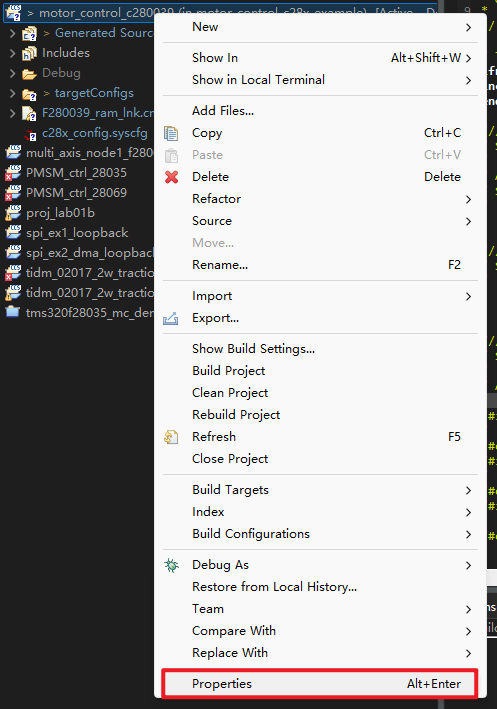 > motor_control_c280039 (in motor_control_c28x_example) [Active
> Generated Source
Includes
Debug
> targetConfigs
F280039_ram_lnk.cm
c28x_config.syscfg
multi_axis_node1_f280
PMSM_ctrl_28035
PMSM_ctrl_28069
proj_lab01b
spi_ex1_loopback
spi_ex2_dma_loopback
tidm_02017_2w_traction
tidm_02017_2w_traction
tms320f28035_mc_der
New
Show In Alt+Shift+W
Show in Local Terminal
Add Files...
Copy Ctrl+C
Paste Ctrl+V
Delete Delete
Refactor
Source
Move...
Rename... F2
Import
Export...
Show Build Settings...
Build Project
Clean Project
Rebuild Project
Refresh F5
Close Project
Build Targets
Index
Build Configurations
Debug As
Restore from Local History...
Team
Compare With
Replace With
Properties Alt+Enter